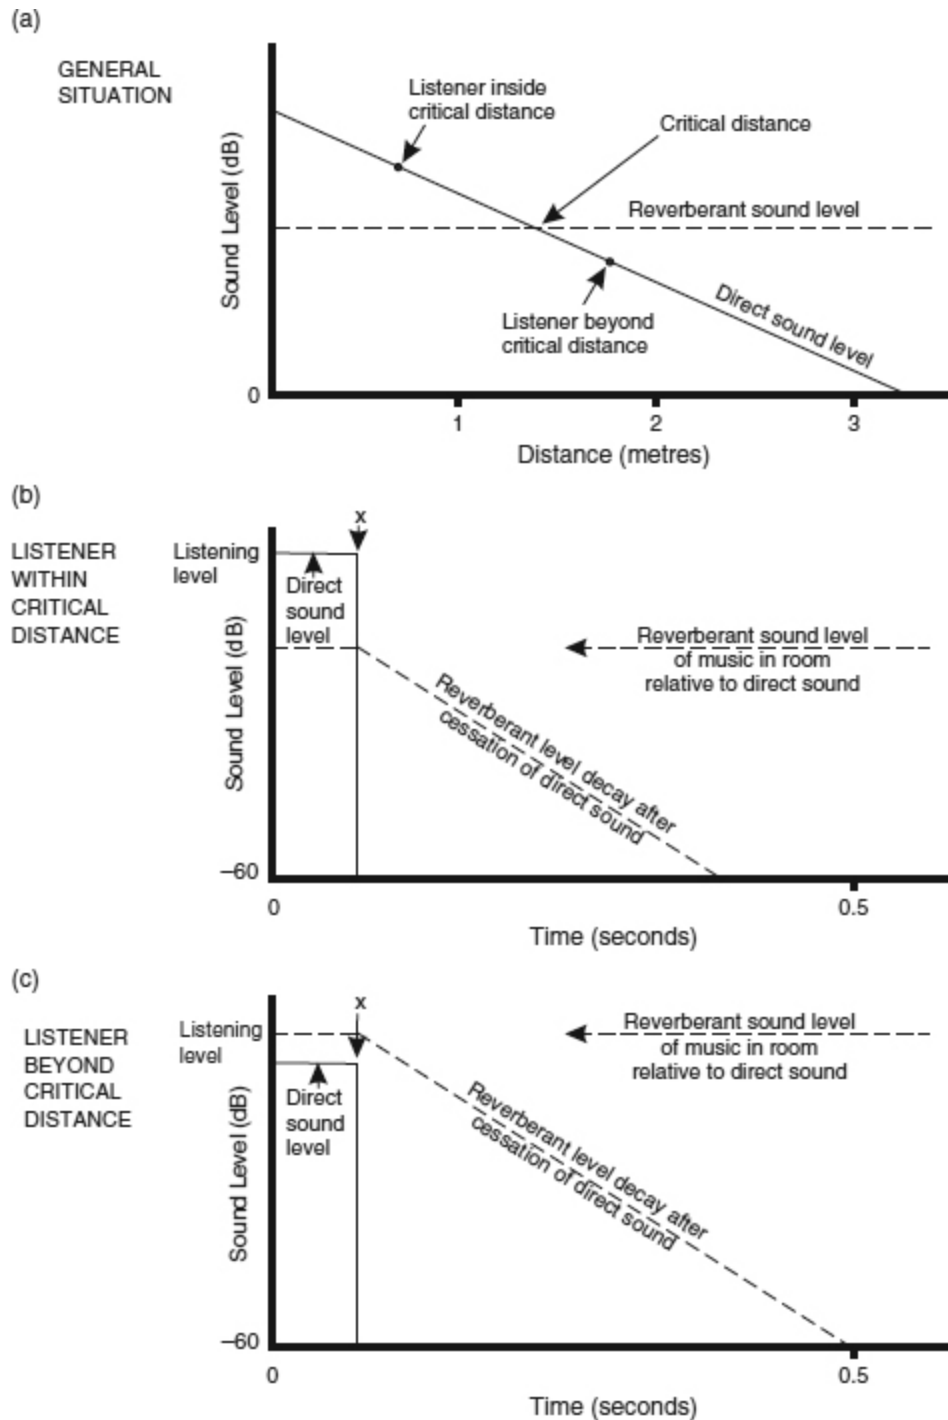 (a)
GENERAL
SITUATION
Sound Level (dB)
Listener inside
critical distance
Critical distance
Reverberant sound level
Listener beyond
critical distance
Direct sound level
0
1
2
3
Distance (metres)
(b)
LISTENER
WITHIN
CRITICAL
DISTANCE
Listening
level
Sound Level (dB)
x
Direct
sound
level
Reverberant sound level
of music in room
relative to direct sound
Reverberant level decay after
cessation of direct sound
–60
0
0.5
Time (seconds)
(c)
LISTENER
BEYOND
CRITICAL
DISTANCE
Listening
level
Sound Level (dB)
x
Direct
sound
level
Reverberant sound level
of music in room
relative to direct sound
Reverberant level decay after
cessation of direct sound
–60
0
0.5
Time (seconds)